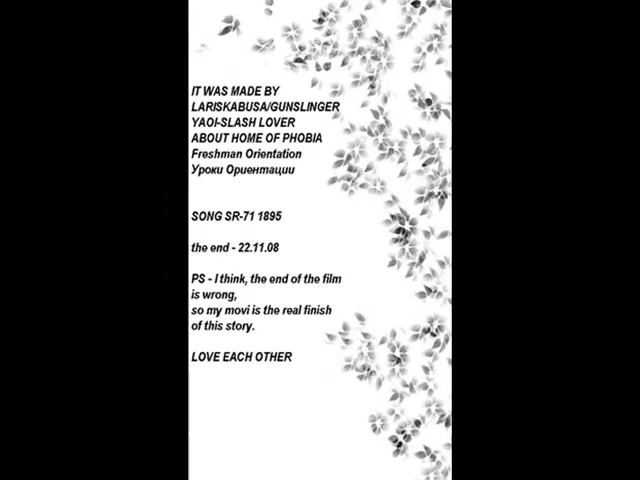 IT WAS MADE BY
LARISKABUSA/GUNSLINGER
YAOI-SLASH LOVER
ABOUT HOME OF PHOBIA
Freshman Orientation
Уроки Ориентации
SONG SR-71 1895
the end - 22.11.08
PS - I think, the end of the film
is wrong,
so my movi is the real finish
of this story.
LOVE EACH OTHER